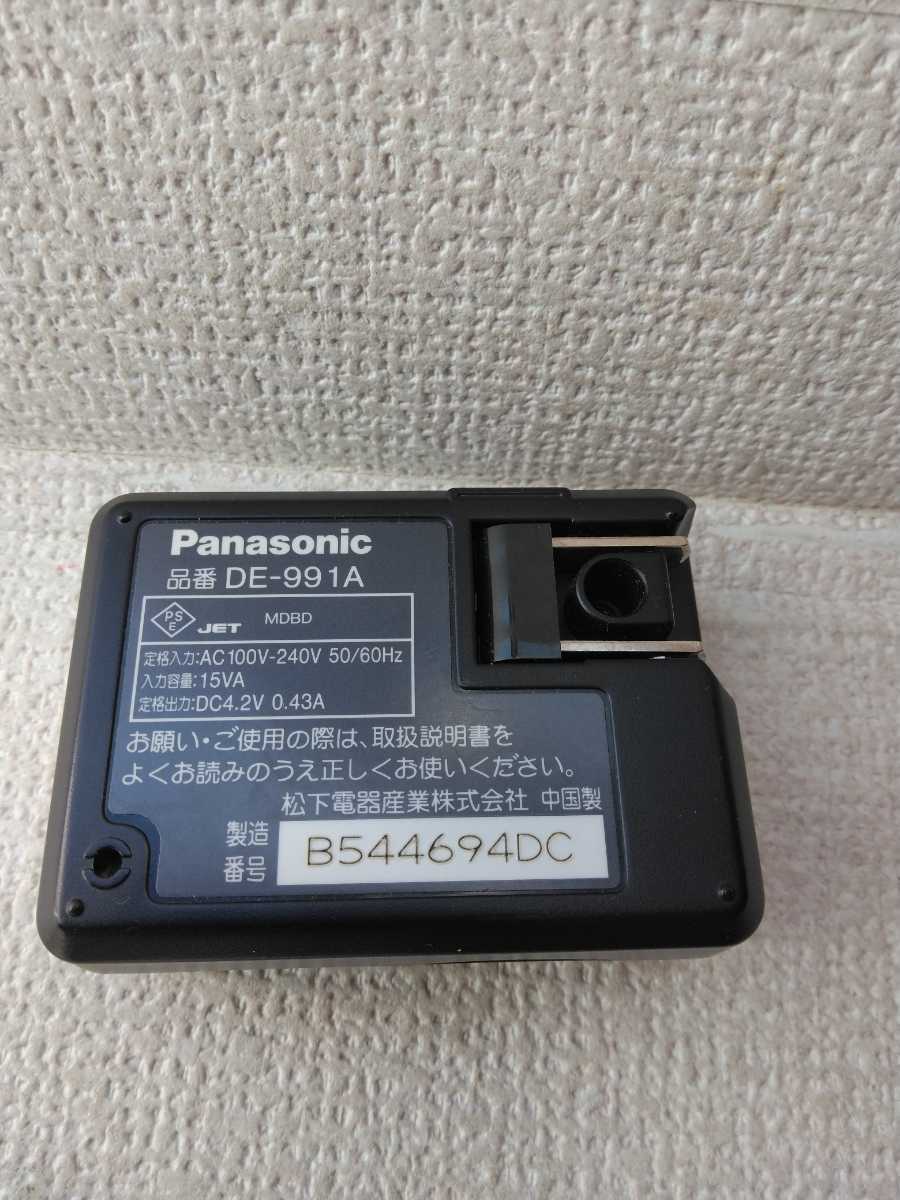 Panasonic
品番 DE-991A
PS
E JET MDBD
定格入力:AC100V-240V 50/60Hz
入力容量:15VA
定格出力:DC4.2V 0.43A
お願い・ご使用の際は、取扱説明書を
よくお読みのうえ正しくお使いください。
松下電器産業株式会社 中国製
製造
番号 B544694DC